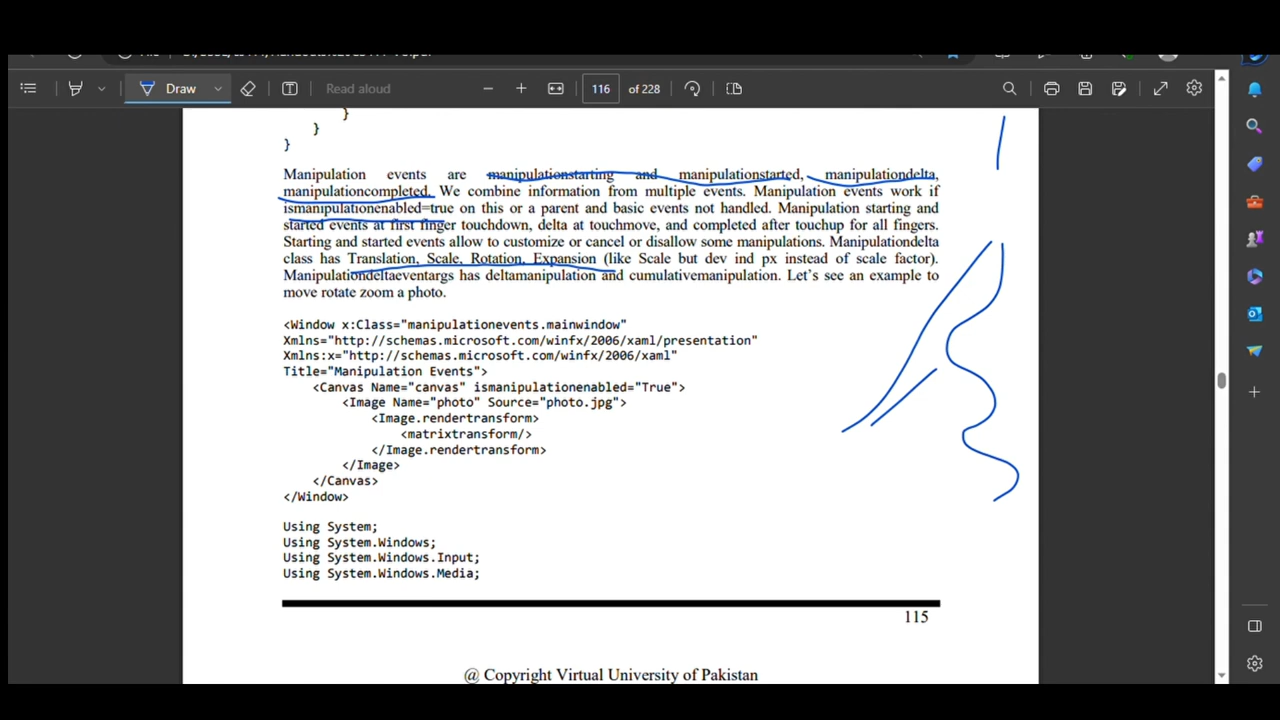 Draw
Read aloud
116 of 228
}
}
}
Manipulation events are manipulationstarting and manipulationstarted, manipulationdelta,
manipulationcompleted. We combine information from multiple events. Manipulation events work if
ismanipulationenabled=true on this or a parent and basic events not handled. Manipulation starting and
started events at first finger touchdown, delta at touchmove, and completed after touchup for all fingers.
Starting and started events allow to customize or cancel or disallow some manipulations. Manipulationdelta
class has Translation, Scale, Rotation, Expansion (like Scale but dev ind px instead of scale factor).
Manipulationdeltaeventargs has deltamanipulation and cumulativemanipulation. Let's see an example to
move rotate zoom a photo.
<Window x:Class="manipulationevents.mainwindow"
Xmlns="http://schemas.microsoft.com/winfx/2006/xaml/presentation"
Xmlns:x="http://schemas.microsoft.com/winfx/2006/xaml"
Title="Manipulation Events">
<Canvas Name="canvas" ismanipulationenabled="True">
<Image Name="photo" Source="photo.jpg">
<Image.rendertransform>
<matrixtransform/>
</Image.rendertransform>
</Image>
</Canvas>
</Window>
Using System;
Using System.Windows;
Using System.Windows.Input;
Using System.Windows.Media;
115
@ Copyright Virtual University of Pakistan